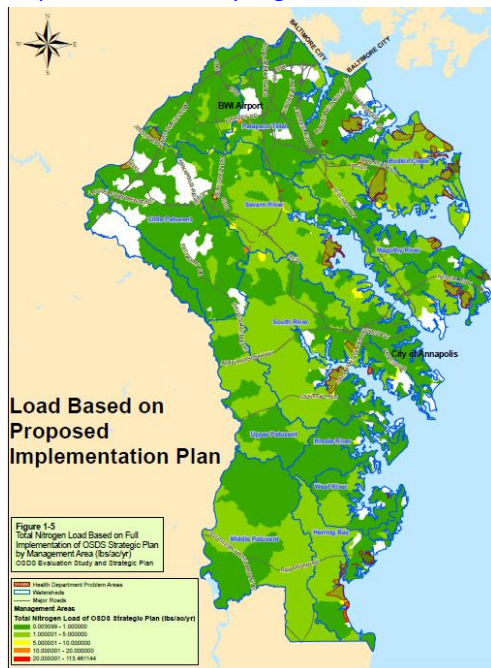 BALTIMORE CITY
BALTIMORE CITY
N
W
E
S
BWI Airport
Patapsco Tidal
Bodkin Creek
Severn River
Little Patuxent
Magothy River
South River
City of Annapolis
Load Based on
Proposed
Implementation Plan
Upper Patuxent
Rhode River
West River
Middle Patuxent
Herring Bay
Figure 1-5
Total Nitrogen Load Based on Full
Implementation of OSDS Strategic Plan
by Management Area (lbs/ac/yr)
OSDS Evaluation Study and Strategic Plan
Health Department Problem Areas
Watersheds
Major Roads
Management Areas
Total Nitrogen Load of OSDS Strategic Plan (lbs/ac/yr)
0.003099 - 1.000000
1.000001 - 5.000000
5.000001 - 10.000000
10.000001 - 20.000000
20.000001 - 113.461144